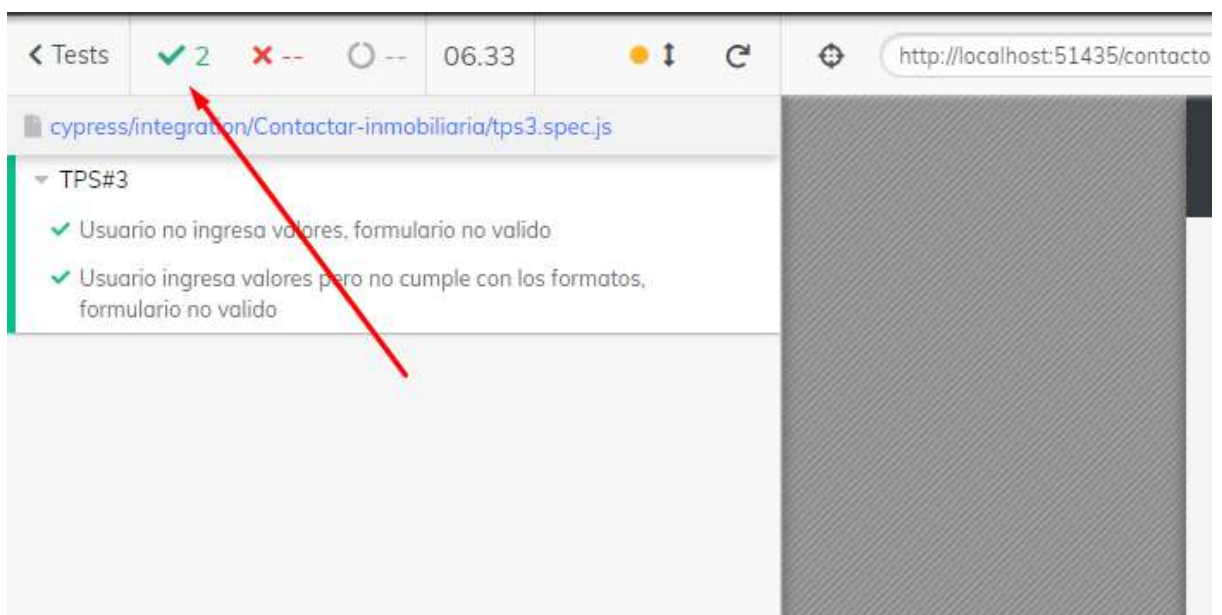 Tests
2
--
--
06.33
http://localhost:51435/contacto
cypress/integration/Contactar-inmobiliaria/tps3.spec.js
TPS#3
Usuario no ingresa valores, formulario no valido
Usuario ingresa valores pero no cumple con los formatos,
formulario no valido